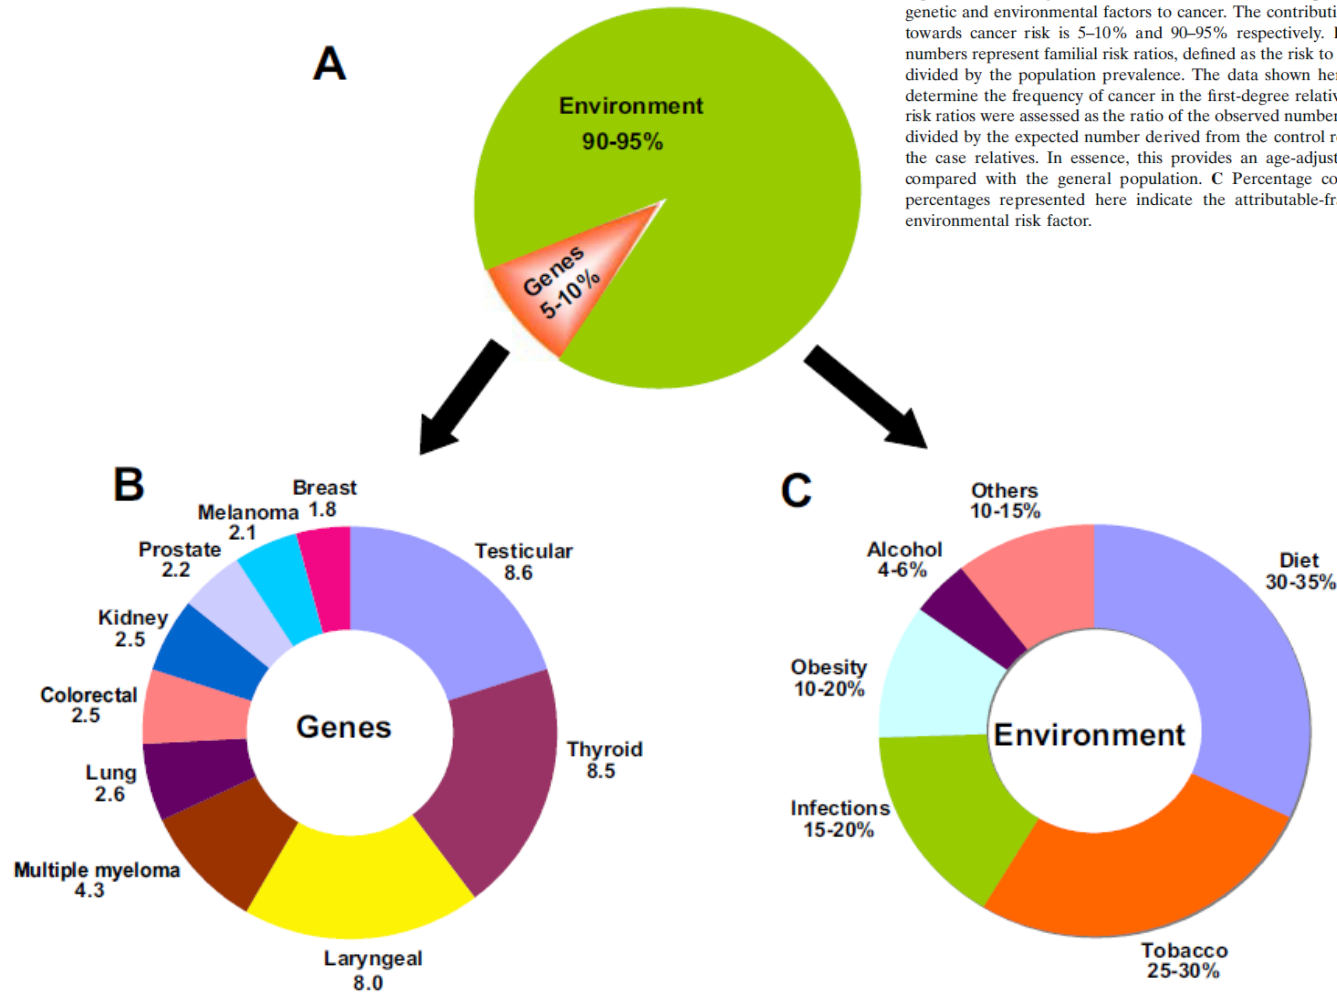 genetic and environmental factors to cancer. The contributi
towards cancer risk is 5–10% and 90–95% respectively.
numbers represent familial risk ratios, defined as the risk to
divided by the population prevalence. The data shown her
determine the frequency of cancer in the first-degree relativ
risk ratios were assessed as the ratio of the observed number
divided by the expected number derived from the control r
the case relatives. In essence, this provides an age-adjust
compared with the general population. C Percentage co
percentages represented here indicate the attributable-fra
environmental risk factor.
A
Environment
90-95%
Genes
5-10%
B
Breast
1.8
Melanoma
2.1
Prostate
2.2
Kidney
2.5
Colorectal
2.5
Lung
2.6
Multiple myeloma
4.3
Laryngeal
8.0
Thyroid
8.5
Testicular
8.6
Genes
C
Others
10-15%
Alcohol
4-6%
Obesity
10-20%
Infections
15-20%
Tobacco
25-30%
Diet
30-35%
Environment